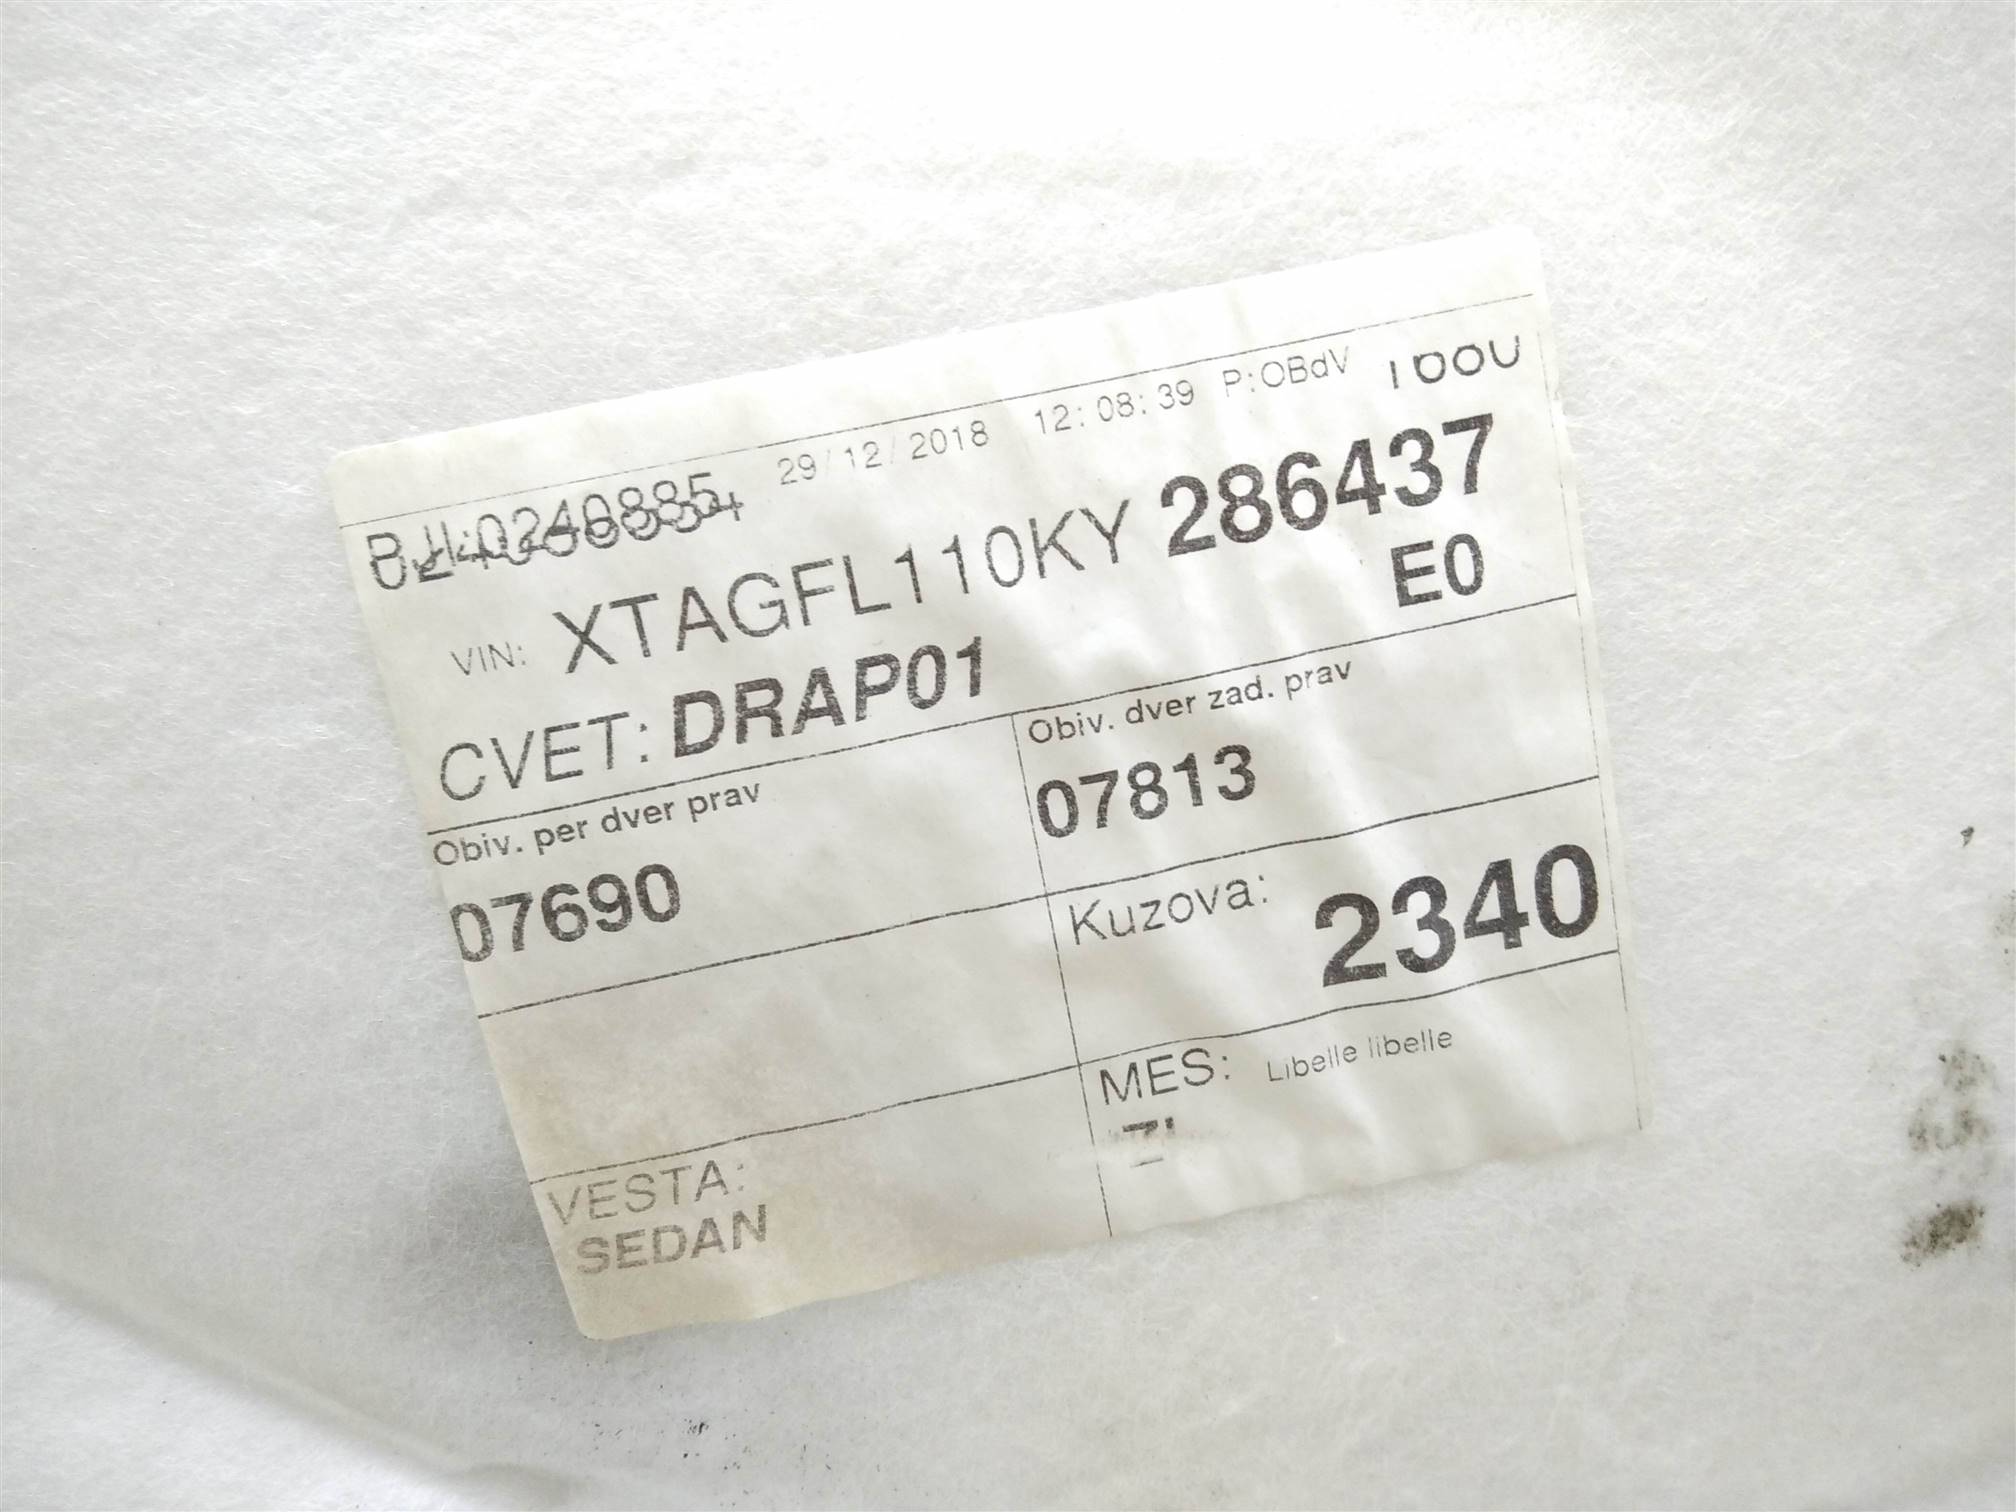 29/12/2018 12:08:39 P:OBdV
VIN: XTAGFL110KY 286437
E0
CVET: DRAP01
Obiv. per dver prav
07690
Obiv. dver zad. prav
07813
Kuzova: 2340
MES: Libelle libelle
VESTA:
SEDAN